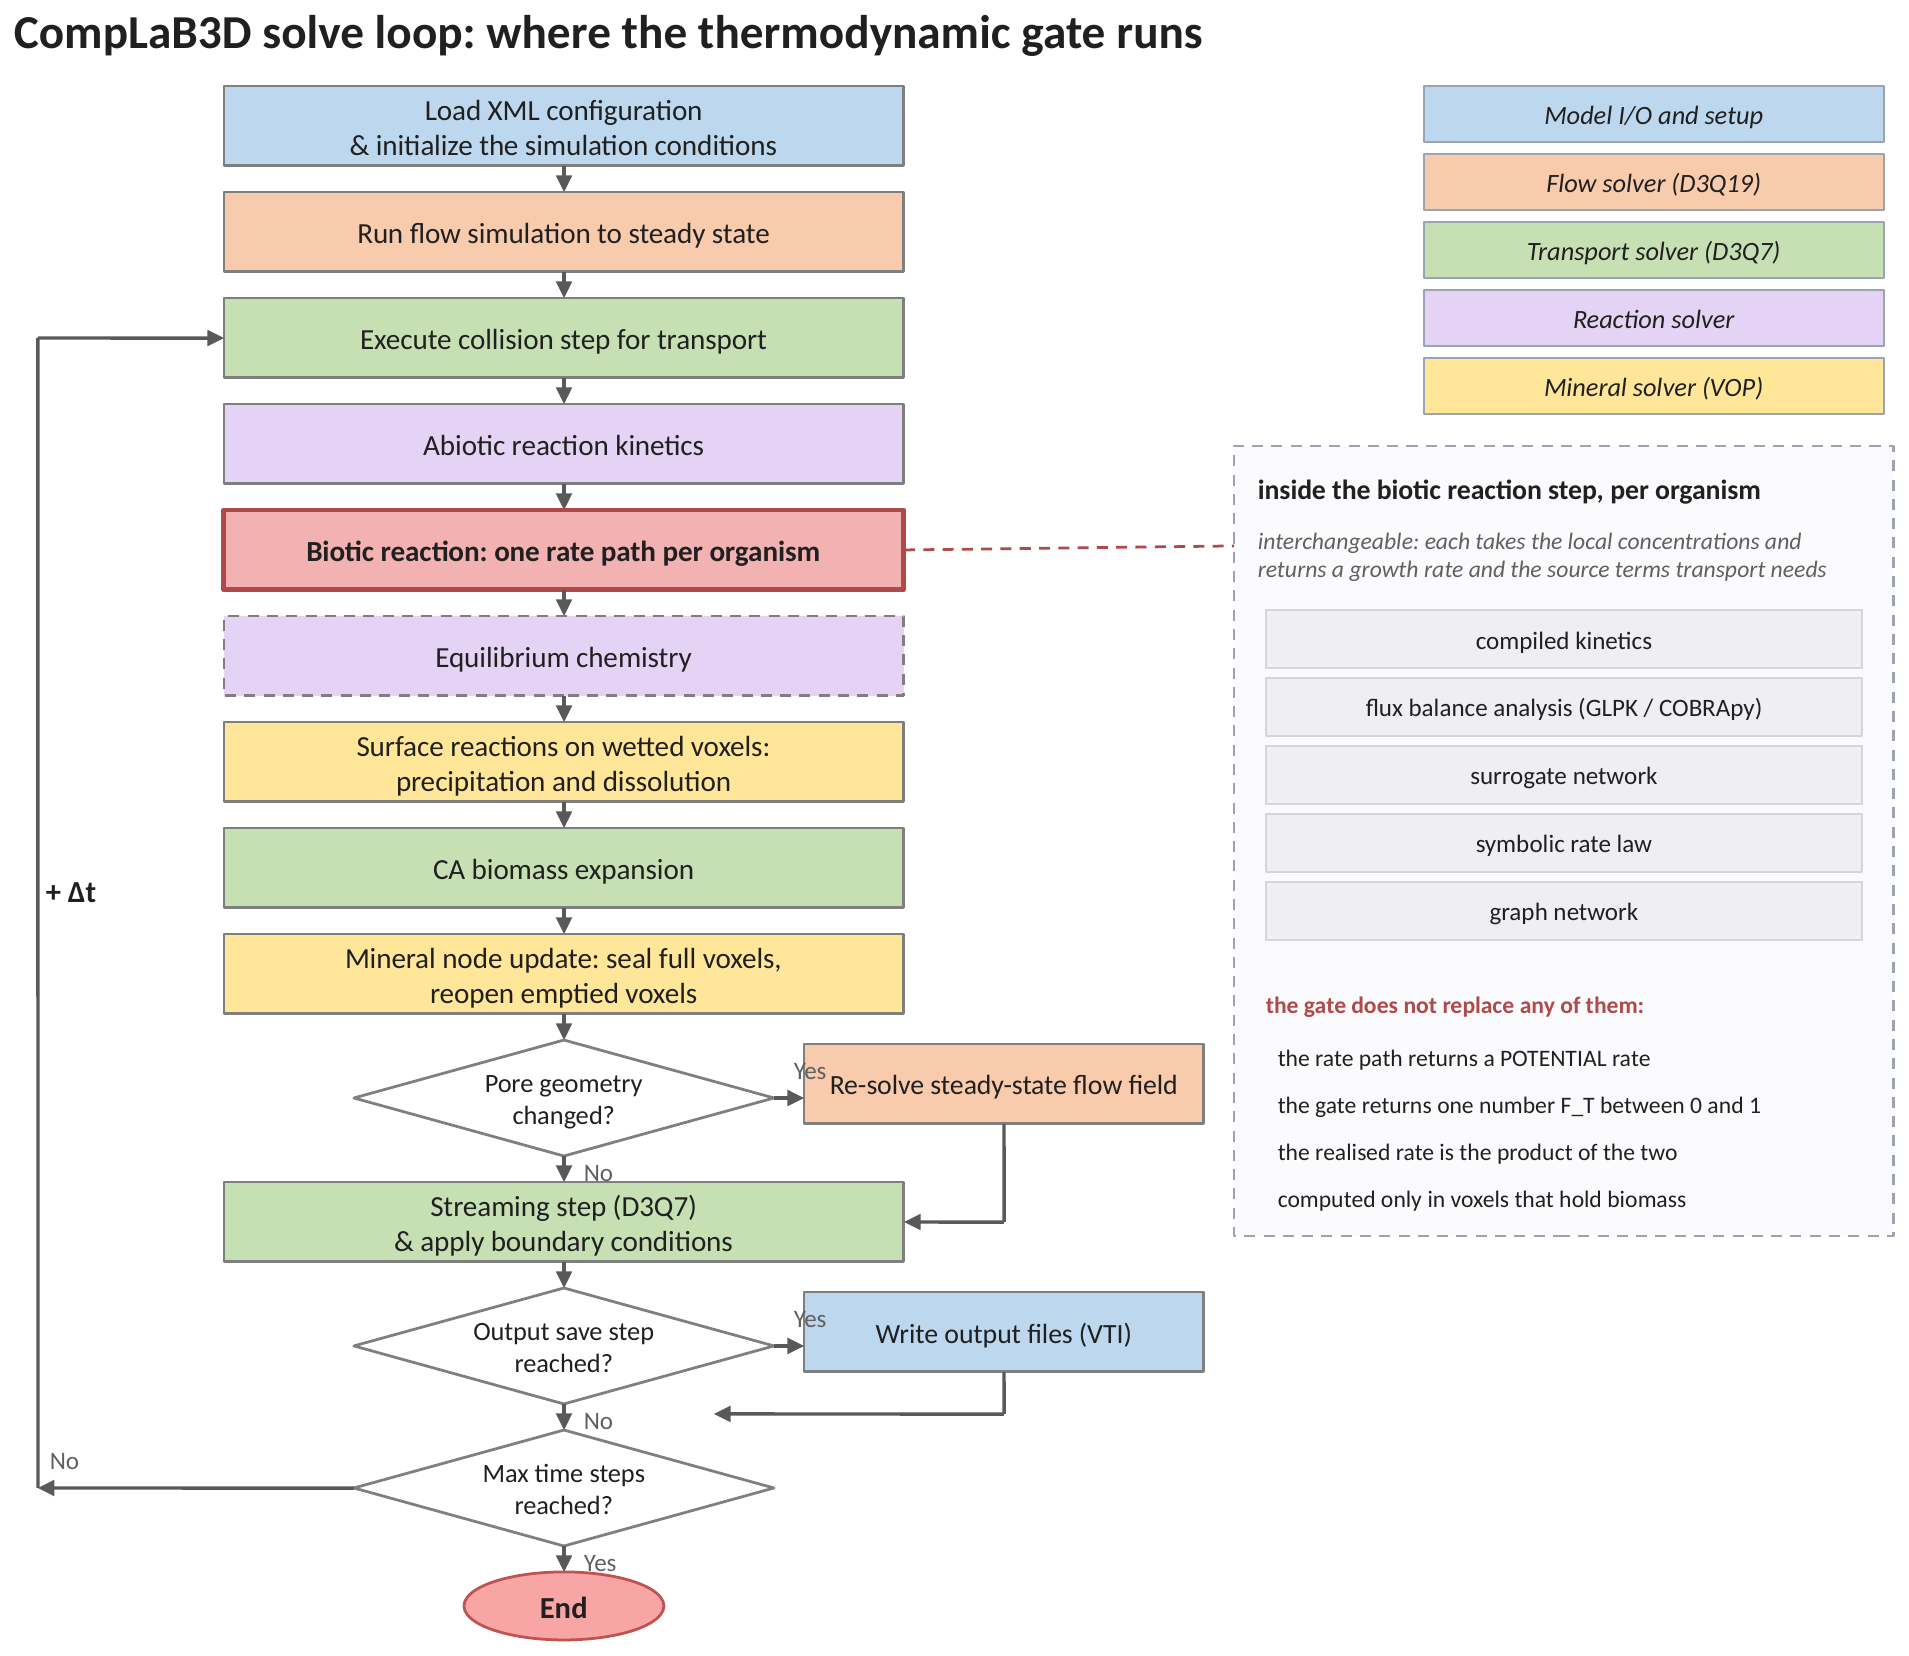 CompLaB3D solve loop: where the thermodynamic gate runs
Load XML configuration
& initialize the simulation conditions
Run flow simulation to steady state
Execute collision step for transport
Abiotic reaction kinetics
Biotic reaction: one rate path per organism
Equilibrium chemistry
Surface reactions on wetted voxels:
precipitation and dissolution
CA biomass expansion
+ Δt
Mineral node update: seal full voxels,
reopen emptied voxels
Pore geometry
changed?
Yes
Re-solve steady-state flow field
No
Streaming step (D3Q7)
& apply boundary conditions
Output save step
reached?
Yes
Write output files (VTI)
No
Max time steps
reached?
No
Yes
End
Model I/O and setup
Flow solver (D3Q19)
Transport solver (D3Q7)
Reaction solver
Mineral solver (VOP)
inside the biotic reaction step, per organism
interchangeable: each takes the local concentrations and
returns a growth rate and the source terms transport needs
compiled kinetics
flux balance analysis (GLPK / COBRApy)
surrogate network
symbolic rate law
graph network
the gate does not replace any of them:
the rate path returns a POTENTIAL rate
the gate returns one number F_T between 0 and 1
the realised rate is the product of the two
computed only in voxels that hold biomass